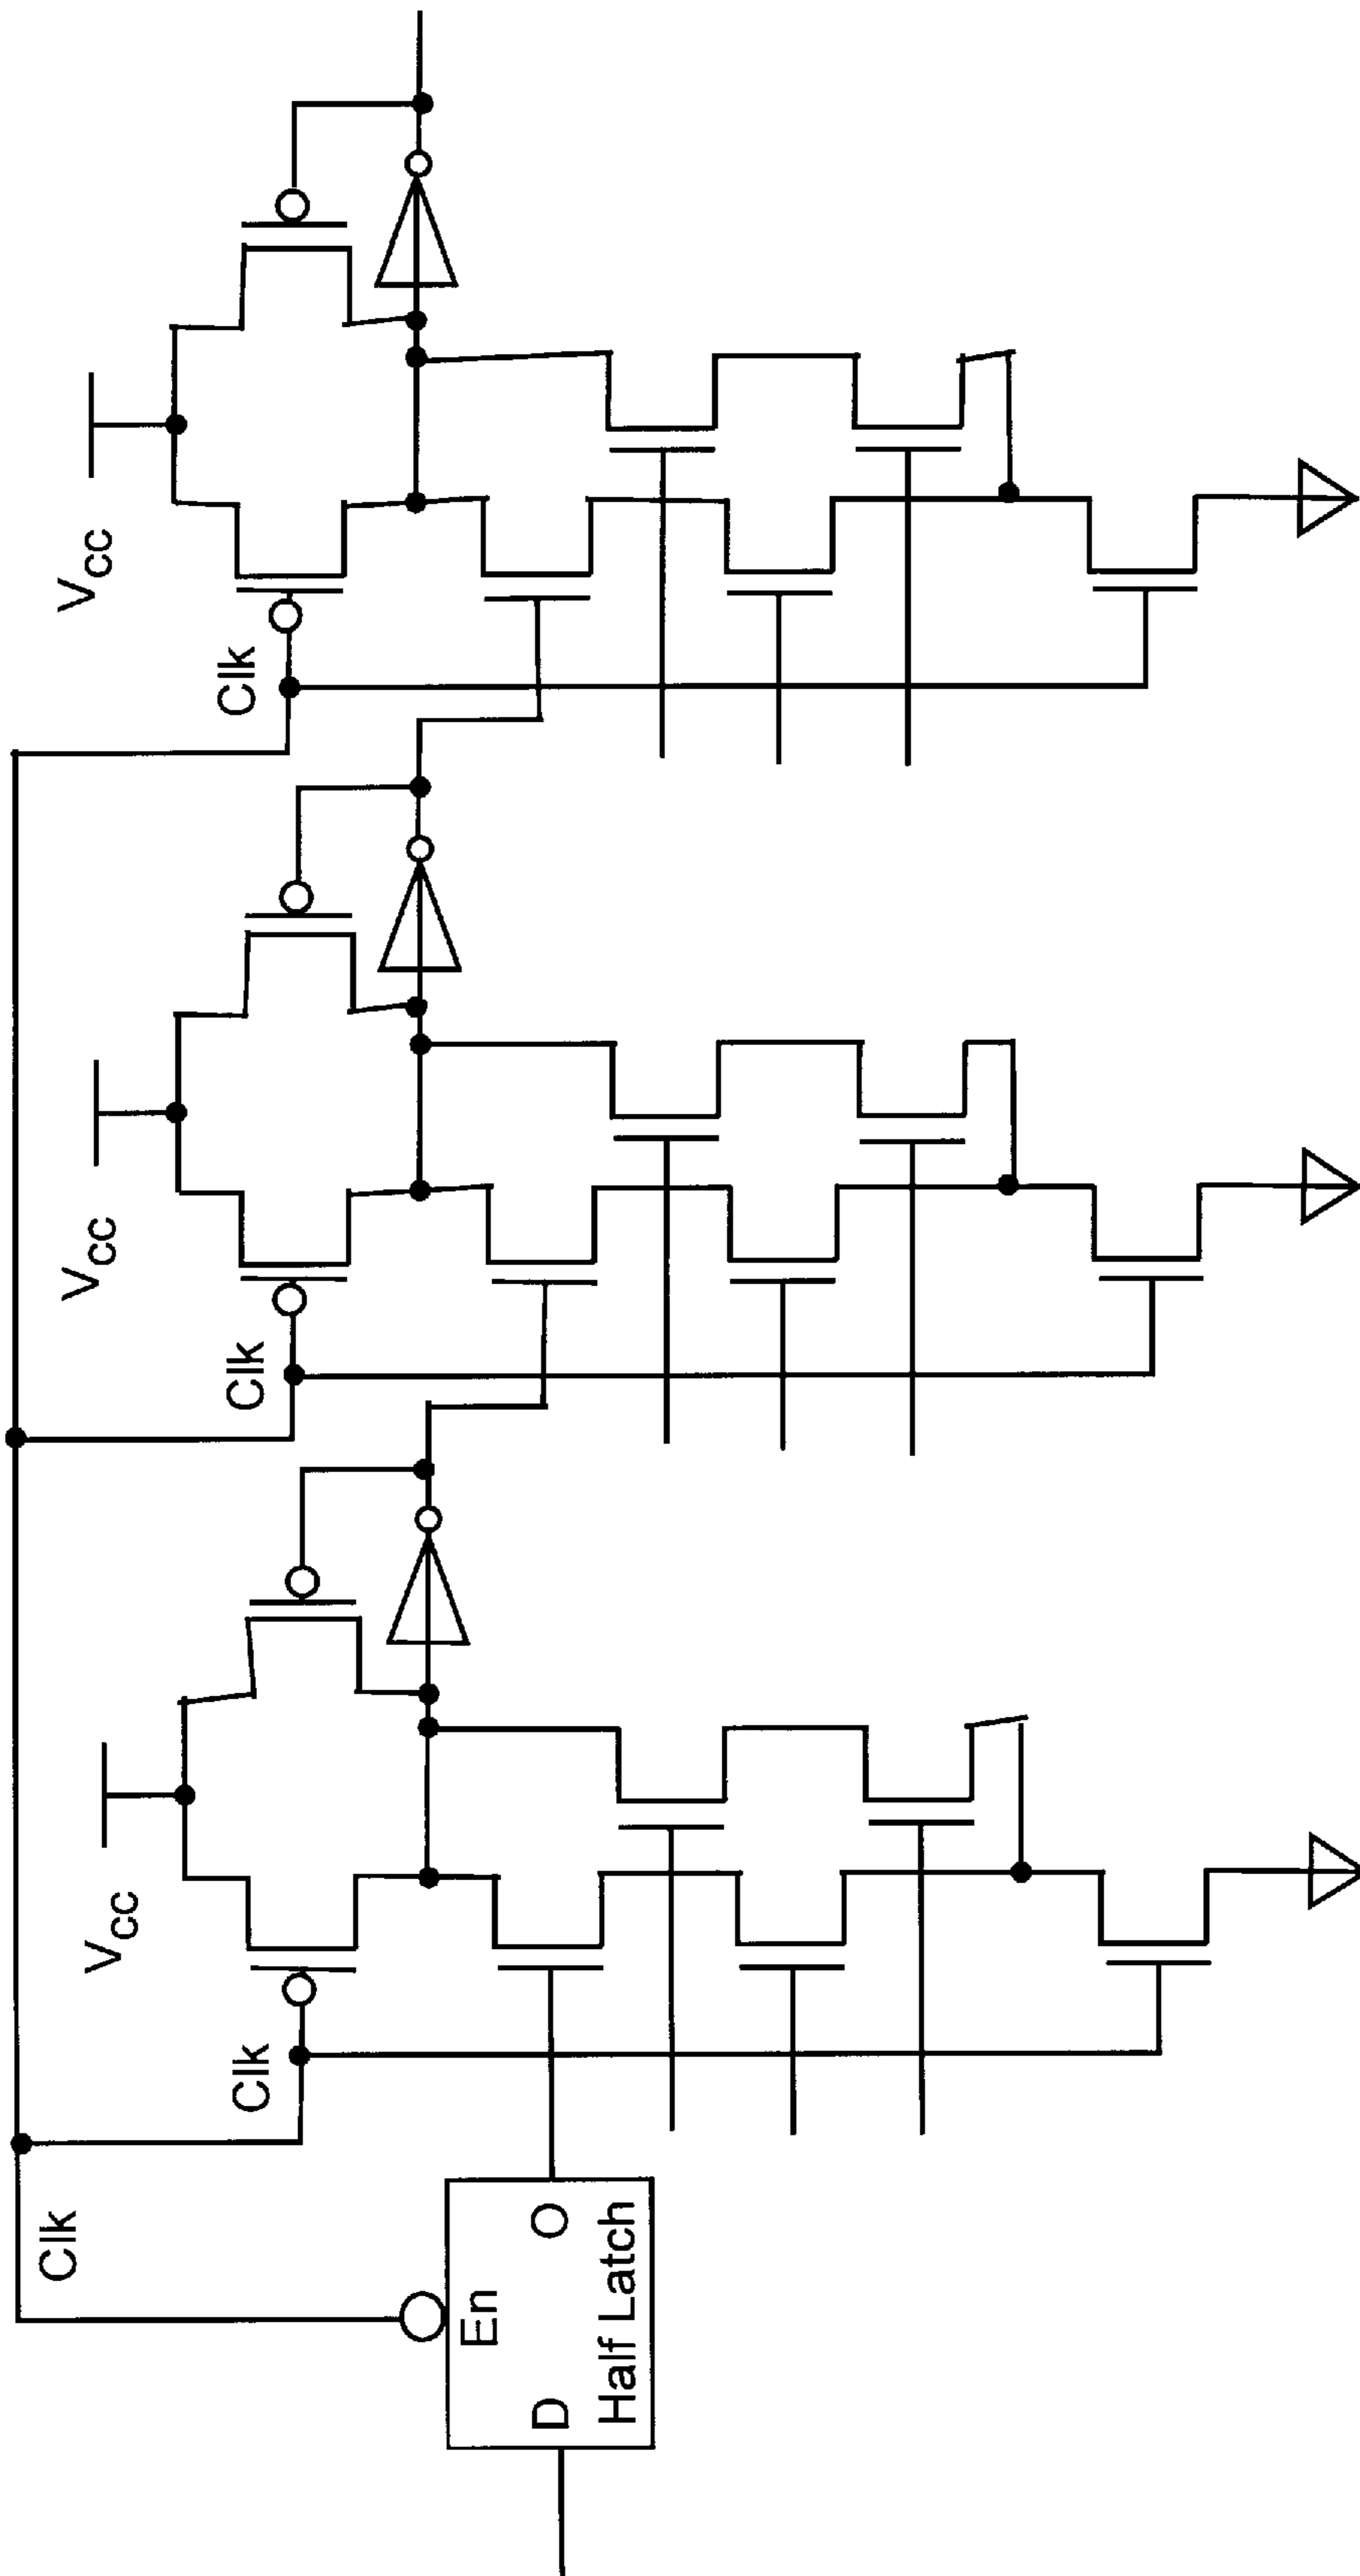 Clk
D
En
O
Half Latch
Clk
VCC
Clk
VCC
Clk
VCC